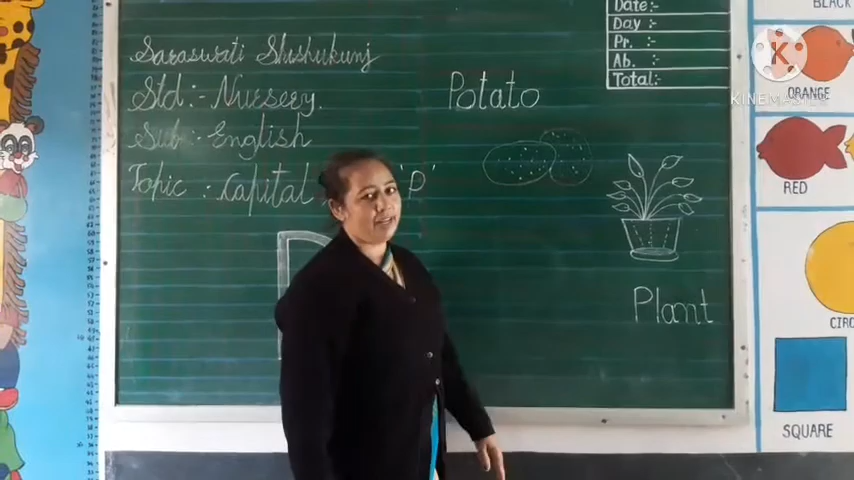 Saraswati Shishukunj
Std :- Nursery
Sub :- English
Topic : Capital 'p'
Potato
Plant
Date :-
Day :-
Pr. :-
Ab. :-
Total :-
KINEMASTER
BLACK
ORANGE
RED
CIRC
SQUARE